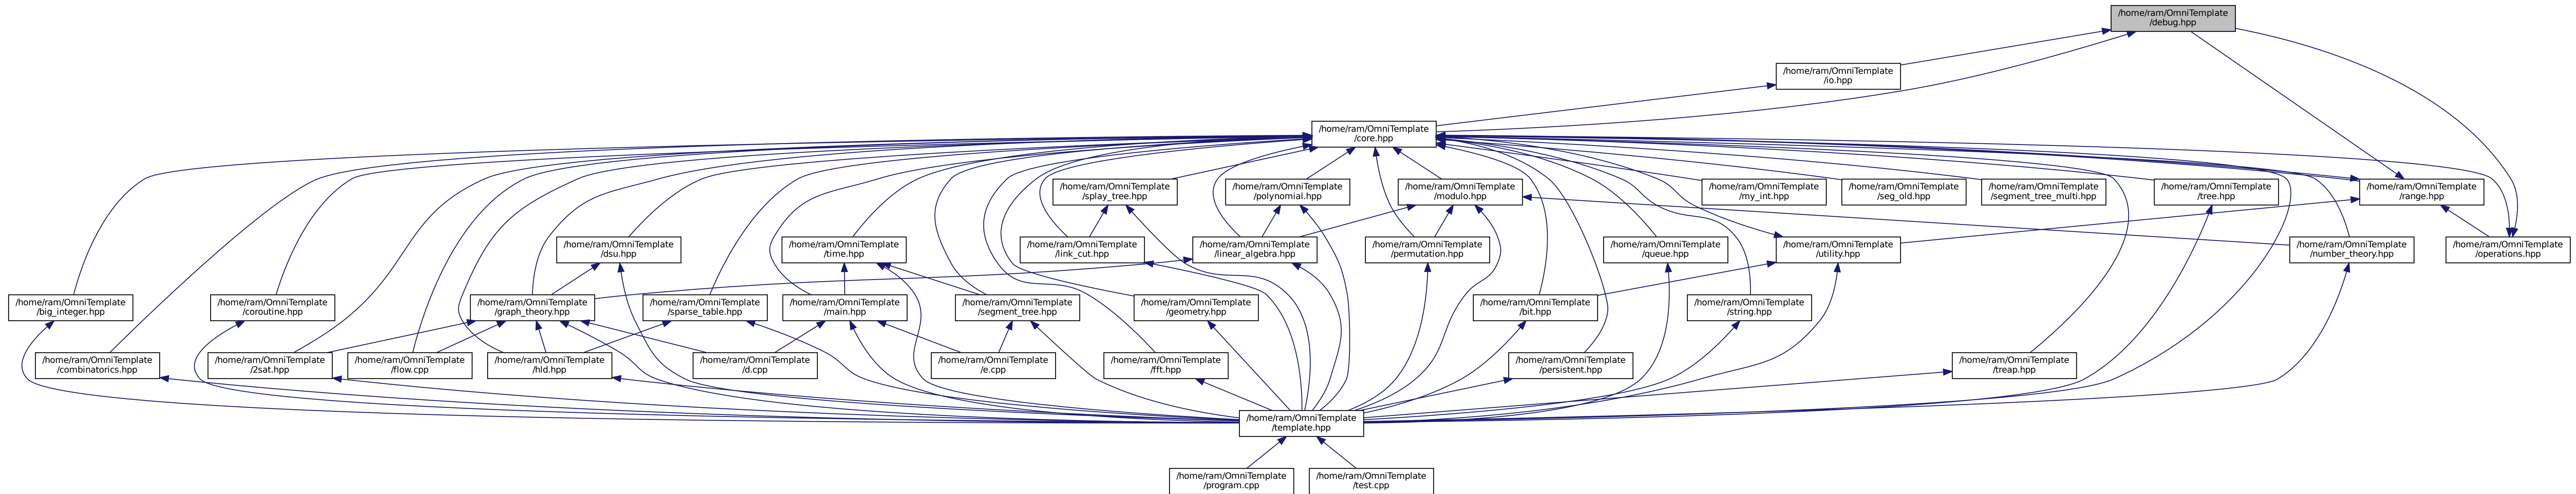 /home/ram/OmniTemplate
/debug.hpp
/home/ram/OmniTemplate
/io.hpp
/home/ram/OmniTemplate
/core.hpp
/home/ram/OmniTemplate
/splay_tree.hpp
/home/ram/OmniTemplate
/polynomial.hpp
/home/ram/OmniTemplate
/modulo.hpp
/home/ram/OmniTemplate
/my_int.hpp
/home/ram/OmniTemplate
/seg_old.hpp
/home/ram/OmniTemplate
/segment_tree_multi.hpp
/home/ram/OmniTemplate
/tree.hpp
/home/ram/OmniTemplate
/range.hpp
/home/ram/OmniTemplate
/dsu.hpp
/home/ram/OmniTemplate
/time.hpp
/home/ram/OmniTemplate
/link_cut.hpp
/home/ram/OmniTemplate
/linear_algebra.hpp
/home/ram/OmniTemplate
/permutation.hpp
/home/ram/OmniTemplate
/queue.hpp
/home/ram/OmniTemplate
/utility.hpp
/home/ram/OmniTemplate
/number_theory.hpp
/home/ram/OmniTemplate
/operations.hpp
/home/ram/OmniTemplate
/big_integer.hpp
/home/ram/OmniTemplate
/coroutine.hpp
/home/ram/OmniTemplate
/graph_theory.hpp
/home/ram/OmniTemplate
/sparse_table.hpp
/home/ram/OmniTemplate
/main.hpp
/home/ram/OmniTemplate
/segment_tree.hpp
/home/ram/OmniTemplate
/geometry.hpp
/home/ram/OmniTemplate
/bit.hpp
/home/ram/OmniTemplate
/string.hpp
/home/ram/OmniTemplate
/combinatorics.hpp
/home/ram/OmniTemplate
/2sat.hpp
/home/ram/OmniTemplate
/flow.cpp
/home/ram/OmniTemplate
/hld.hpp
/home/ram/OmniTemplate
/d.cpp
/home/ram/OmniTemplate
/e.cpp
/home/ram/OmniTemplate
/fft.hpp
/home/ram/OmniTemplate
/persistent.hpp
/home/ram/OmniTemplate
/treap.hpp
/home/ram/OmniTemplate
/template.hpp
/home/ram/OmniTemplate
/program.cpp
/home/ram/OmniTemplate
/test.cpp